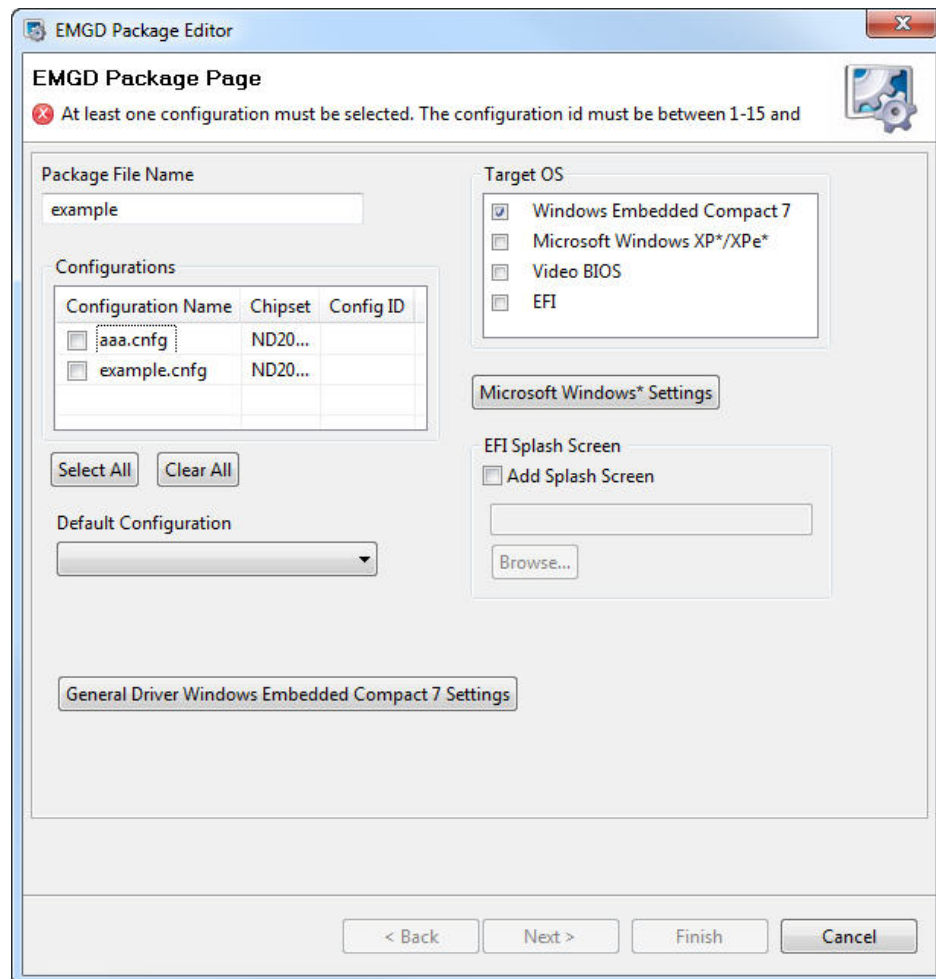 EMGD Package Editor
EMGD Package Page
At least one configuration must be selected. The configuration id must be between 1-15 and
Package File Name
example
Configurations
Configuration Name Chipset Config ID
aaa.cnfg ND20...
example.cnfg ND20...
Select All Clear All
Default Configuration
General Driver Windows Embedded Compact 7 Settings
Target OS
Windows Embedded Compact 7
Microsoft Windows XP*/XPe*
Video BIOS
EFI
Microsoft Windows* Settings
EFI Splash Screen
Add Splash Screen
Browse...
< Back Next > Finish Cancel